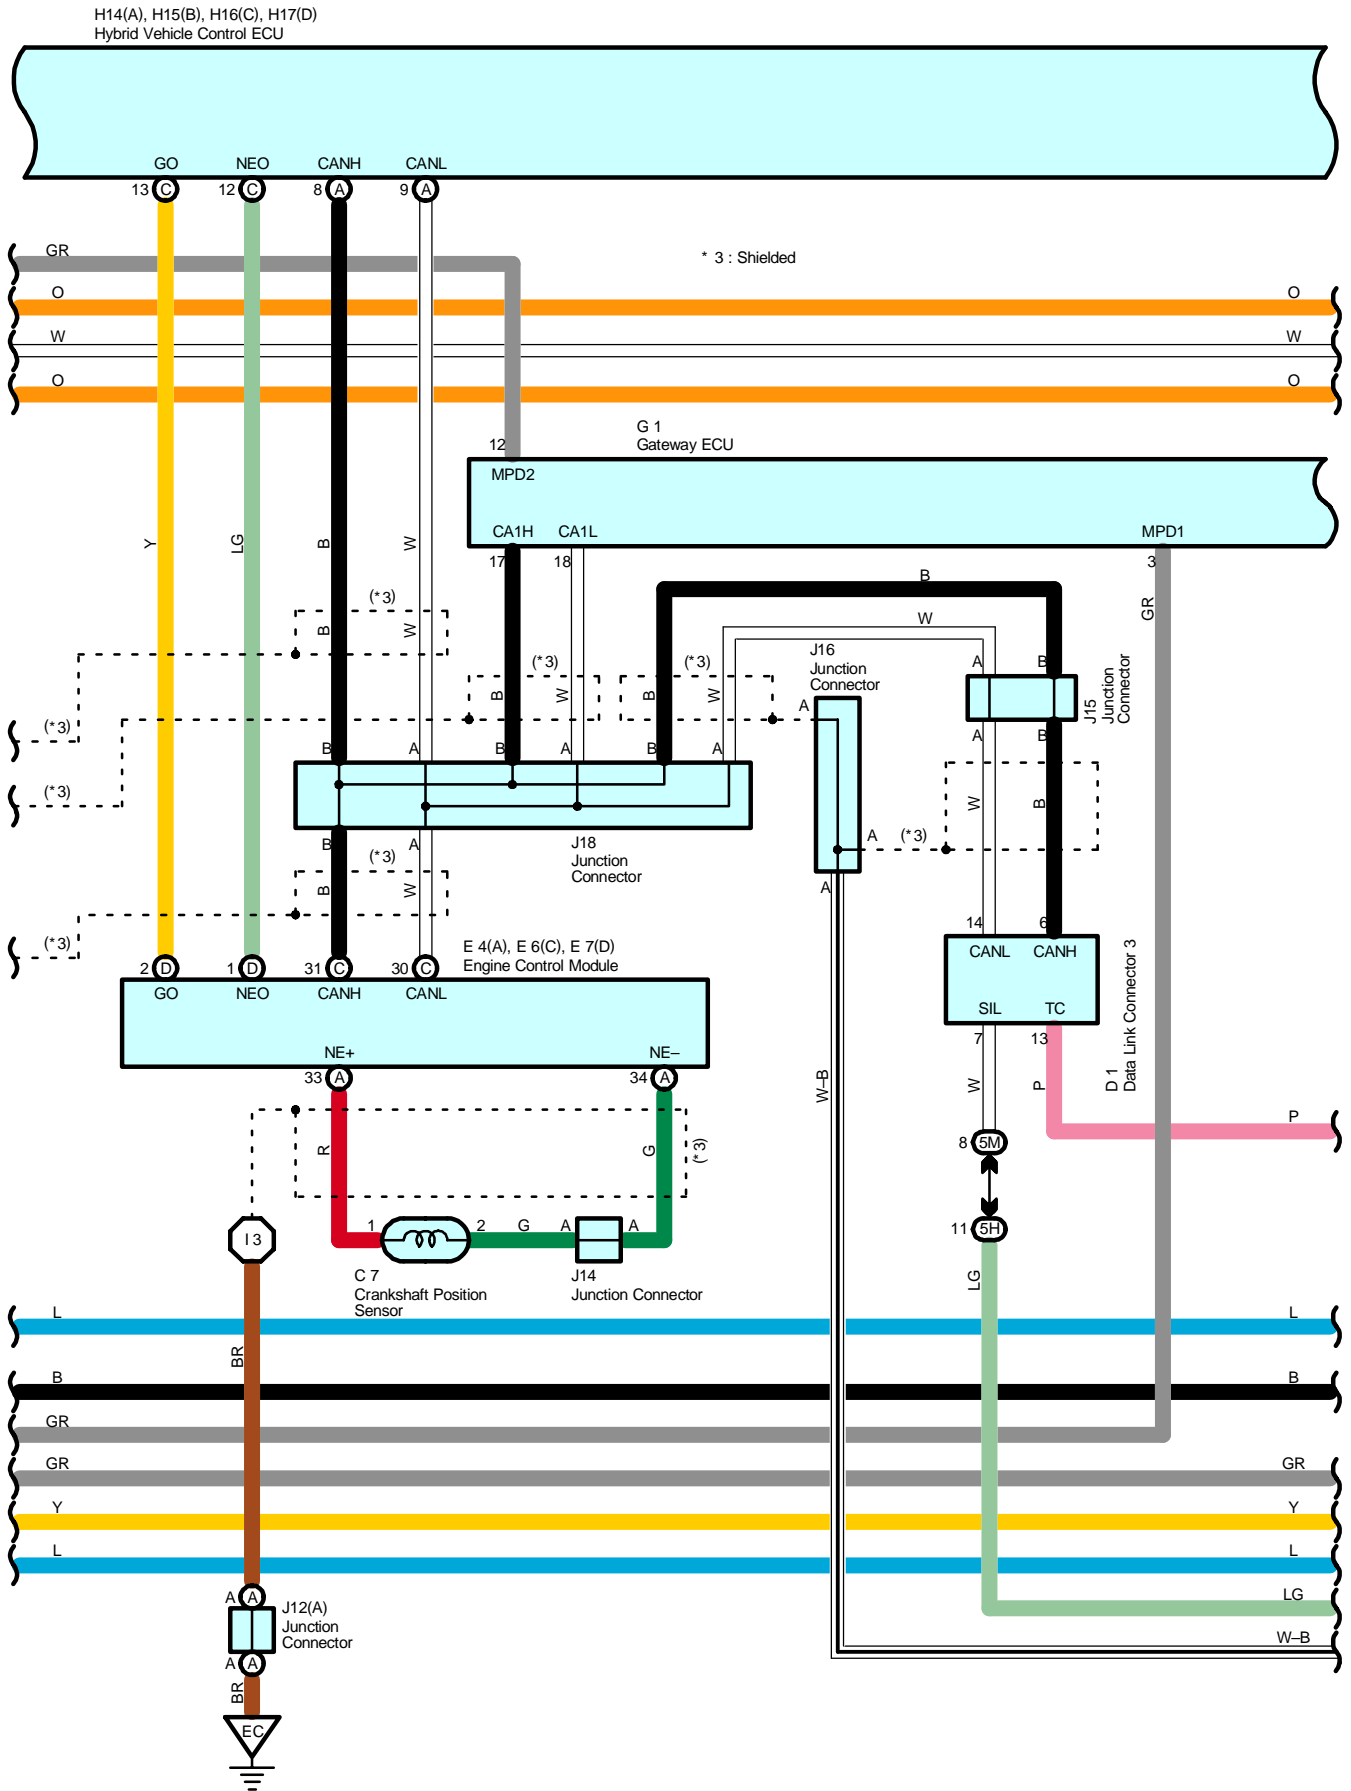 H14(A), H15(B), H16(C), H17(D)
Hybrid Vehicle Control ECU
GO NEO CANH CANL
13 C 12 C 8 A 9 A
GR
* 3 : Shielded
O O
W W
O O
G 1
Gateway ECU
12
MPD2
CA1H CA1L MPD1
17 18 3
Y LG B W
B
GR
(*3)
B W
W
J16
Junction
Connector
(*3) (*3)
A B
B W B W
A
J15
Junction
Connector
(*3)
A B
B A B A B A
(*3)
W B
A (*3)
J18
Junction
Connector
B A
(*3)
A
B W
14 6
(*3)
E 4(A), E 6(C), E 7(D)
Engine Control Module
CANL CANH
2 D 1 D 31 C 30 C
GO NEO CANH CANL
SIL TC
7 13
D 1
Data Link Connector 3
NE+ NE–
33 A 34 A
W–B
W P
P
R G (*3)
8 5M
I 3
1 2 G A A
11 5H
C 7
Crankshaft Position
Sensor
J14
Junction Connector
LG
L L
BR
B B
GR
GR GR
Y Y
L L
LG
A A
J12(A)
Junction
Connector
W–B
A A
BR
EC